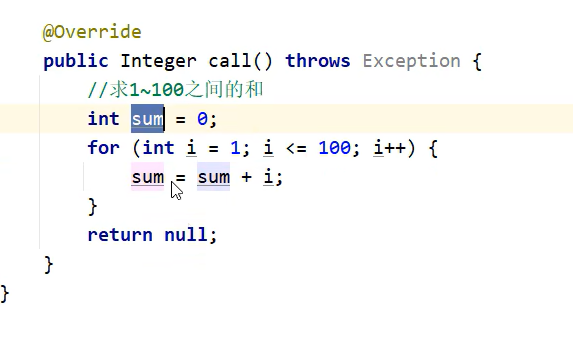 @Override
public Integer call() throws Exception {
//求1~100之间的和
int sum = 0;
for (int i = 1; i <= 100; i++) {
sum = sum + i;
}
return null;
}
}